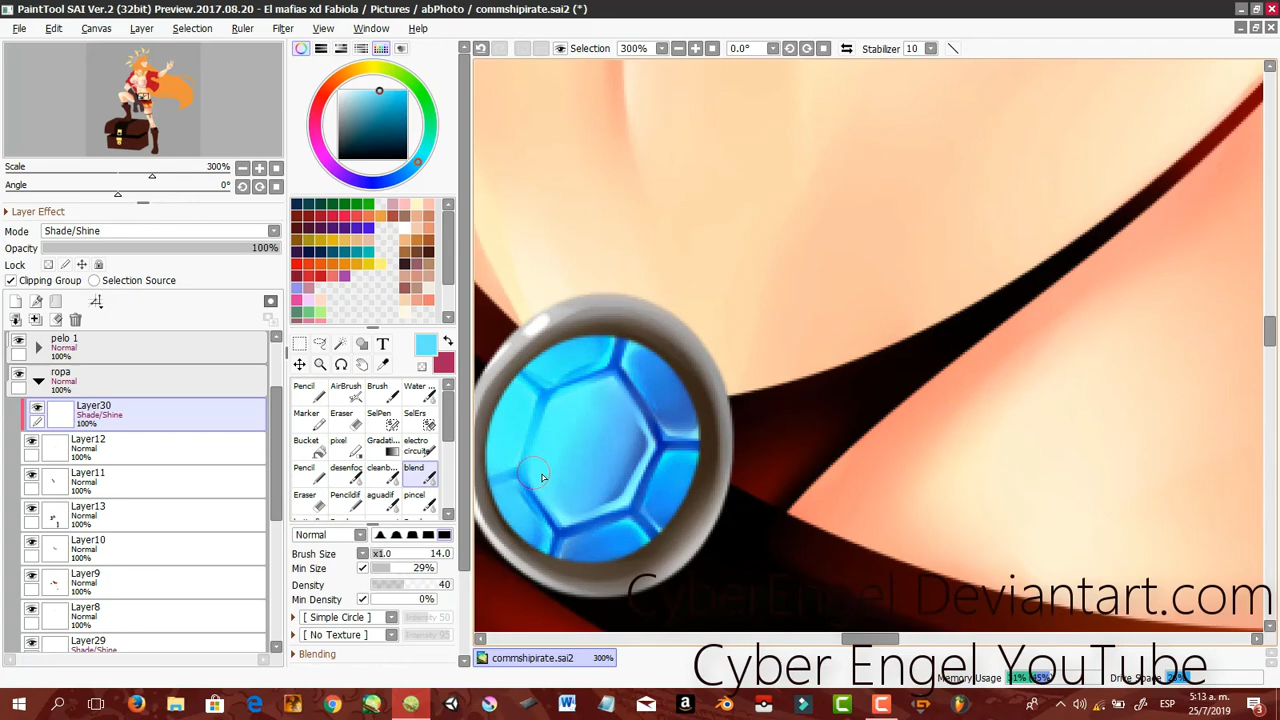 PaintTool SAI Ver.2 (32bit) Preview.2017.08.20 - El mafias xd Fabiola / Pictures / abPhoto / commshipirate.sai2 (*)
File Edit Canvas Layer Selection Ruler Filter View Window Help
Selection 300% 0.0° Stabilizer 10
Scale 300%
Angle 0°
Layer Effect
Mode Shade/Shine
Opacity 100%
Lock
Clipping Group Selection Source
pelo 1
Normal
100%
ropa
Normal
100%
Layer30
Shade/Shine
100%
Layer12
Normal
100%
Layer11
Normal
100%
Layer13
Normal
100%
Layer10
Normal
100%
Layer9
Normal
100%
Layer8
Normal
100%
Layer29
Shade/Shine
T
Pencil AirBrush Brush Water ...
Marker Eraser SelPen SelErs
Bucket pixel Gradati... electro circuite
Pencil desenfoc cleanb... blend
Eraser Pencildif aguadif pincel
Normal
Brush Size x1.0 14.0
Min Size 29%
Density 40
Min Density 0%
[ Simple Circle ] Intensity 50
[ No Texture ] Intensity 95
Blending
commshipirate.sai2 300%
CyberEngel Deviantart.com
Cyber Engel YouTube
Memory Usage
Drive Space
ESP
5:13 a. m.
25/7/2019